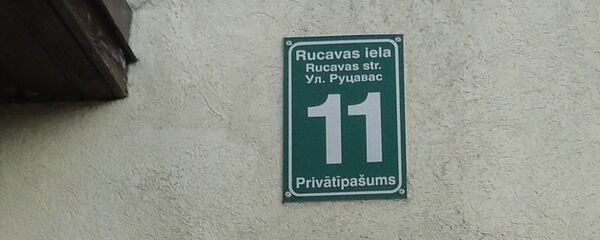 Rucavas iela
Rucavas str.
Ул. Руцавас
11
Privātīpašums